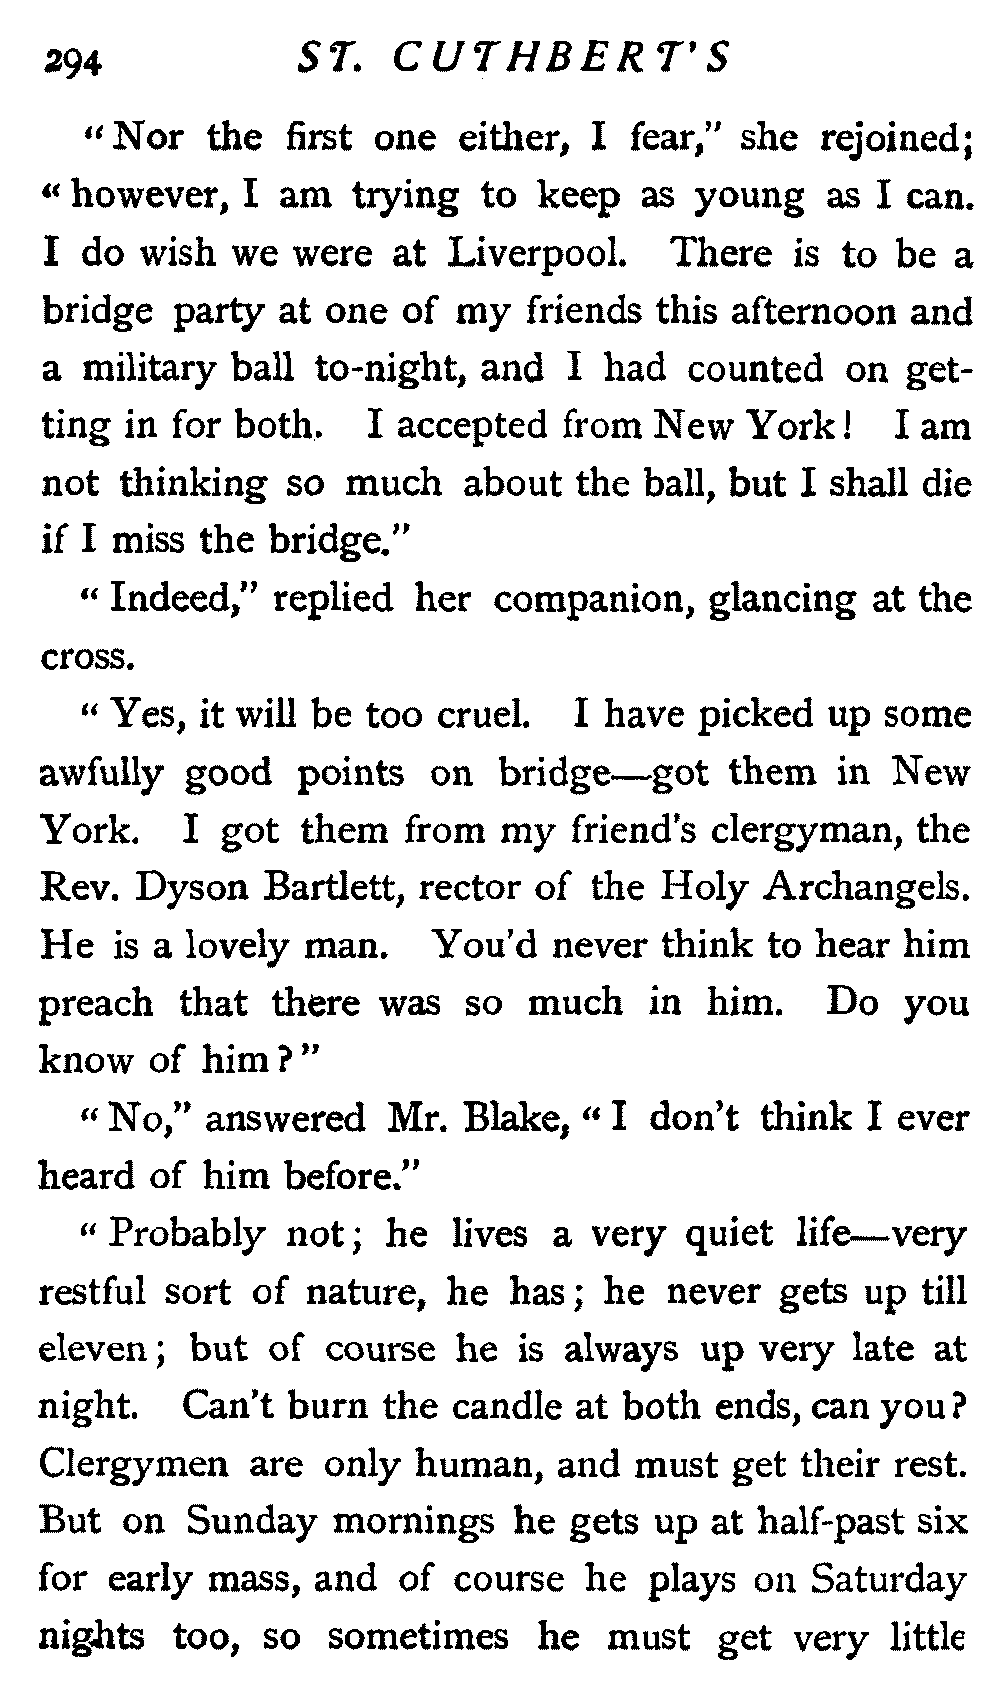 294 ST. CUTHBERT'S
"Nor the first one either, I fear," she rejoined;
"however, I am trying to keep as young as I can.
I do wish we were at Liverpool. There is to be a
bridge party at one of my friends this afternoon and
a military ball to-night, and I had counted on get-
ting in for both. I accepted from New York! I am
not thinking so much about the ball, but I shall die
if I miss the bridge."
"Indeed," replied her companion, glancing at the
cross.
"Yes, it will be too cruel. I have picked up some
awfully good points on bridge—got them in New
York. I got them from my friend's clergyman, the
Rev. Dyson Bartlett, rector of the Holy Archangels.
He is a lovely man. You'd never think to hear him
preach that there was so much in him. Do you
know of him?"
"No," answered Mr. Blake, "I don't think I ever
heard of him before."
"Probably not; he lives a very quiet life—very
restful sort of nature, he has; he never gets up till
eleven; but of course he is always up very late at
night. Can't burn the candle at both ends, can you?
Clergymen are only human, and must get their rest.
But on Sunday mornings he gets up at half-past six
for early mass, and of course he plays on Saturday
nights too, so sometimes he must get very little